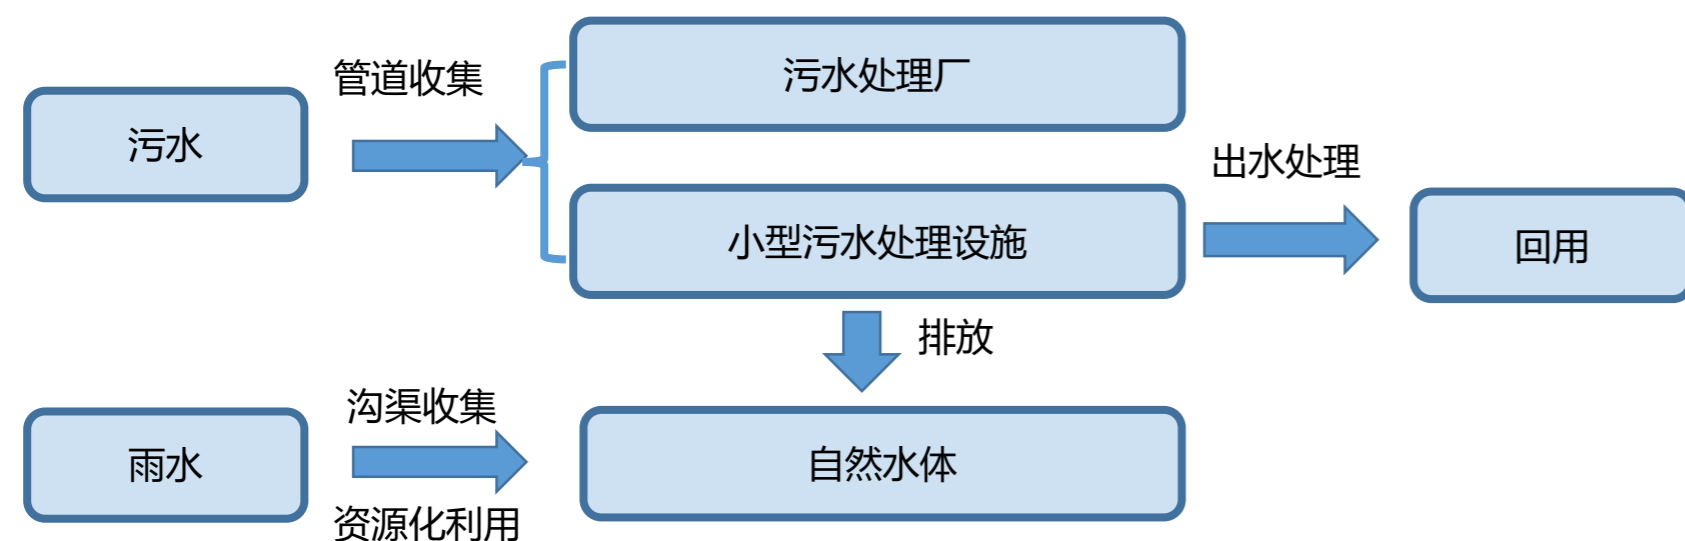 污水处理厂
管道收集
污水
出水处理
小型污水处理设施
回用
排放
沟渠收集
雨水
自然水体
资源化利用